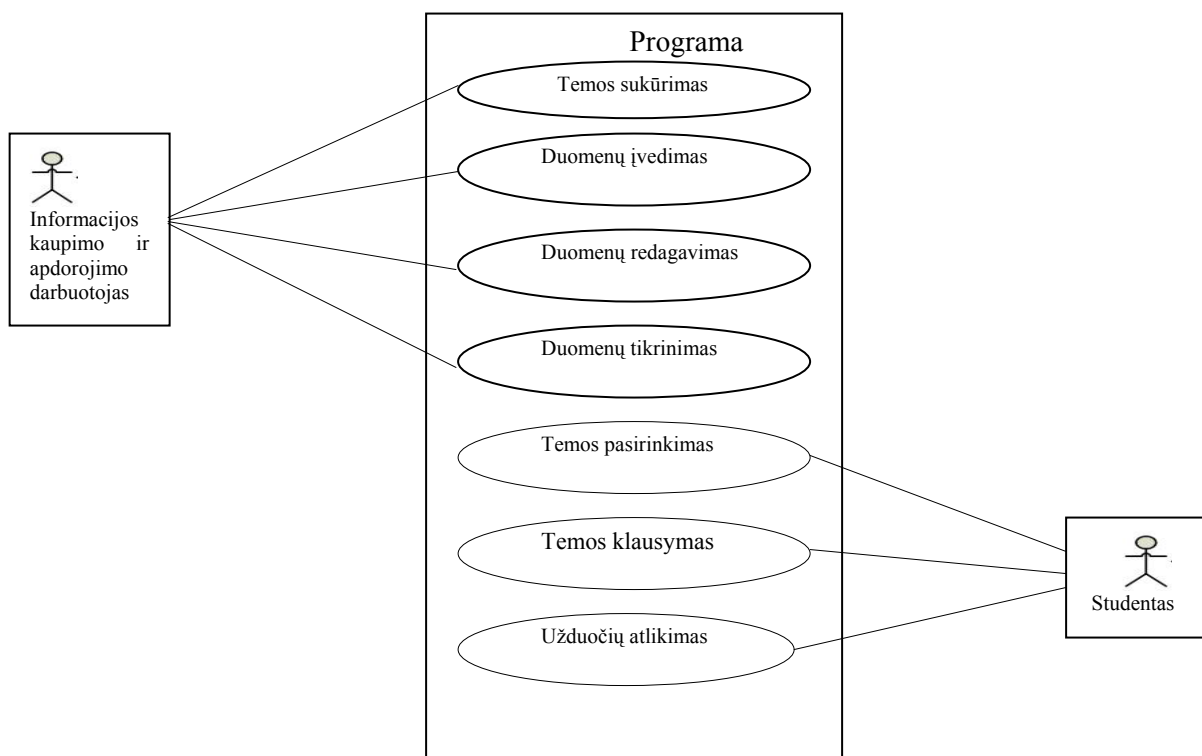 Programa
Temos sukūrimas
Duomenų įvedimas
Informacijos
kaupimo ir
apdorojimo
darbuotojas
Duomenų redagavimas
Duomenų tikrinimas
Temos pasirinkimas
Temos klausymas
Studentas
Užduočių atlikimas